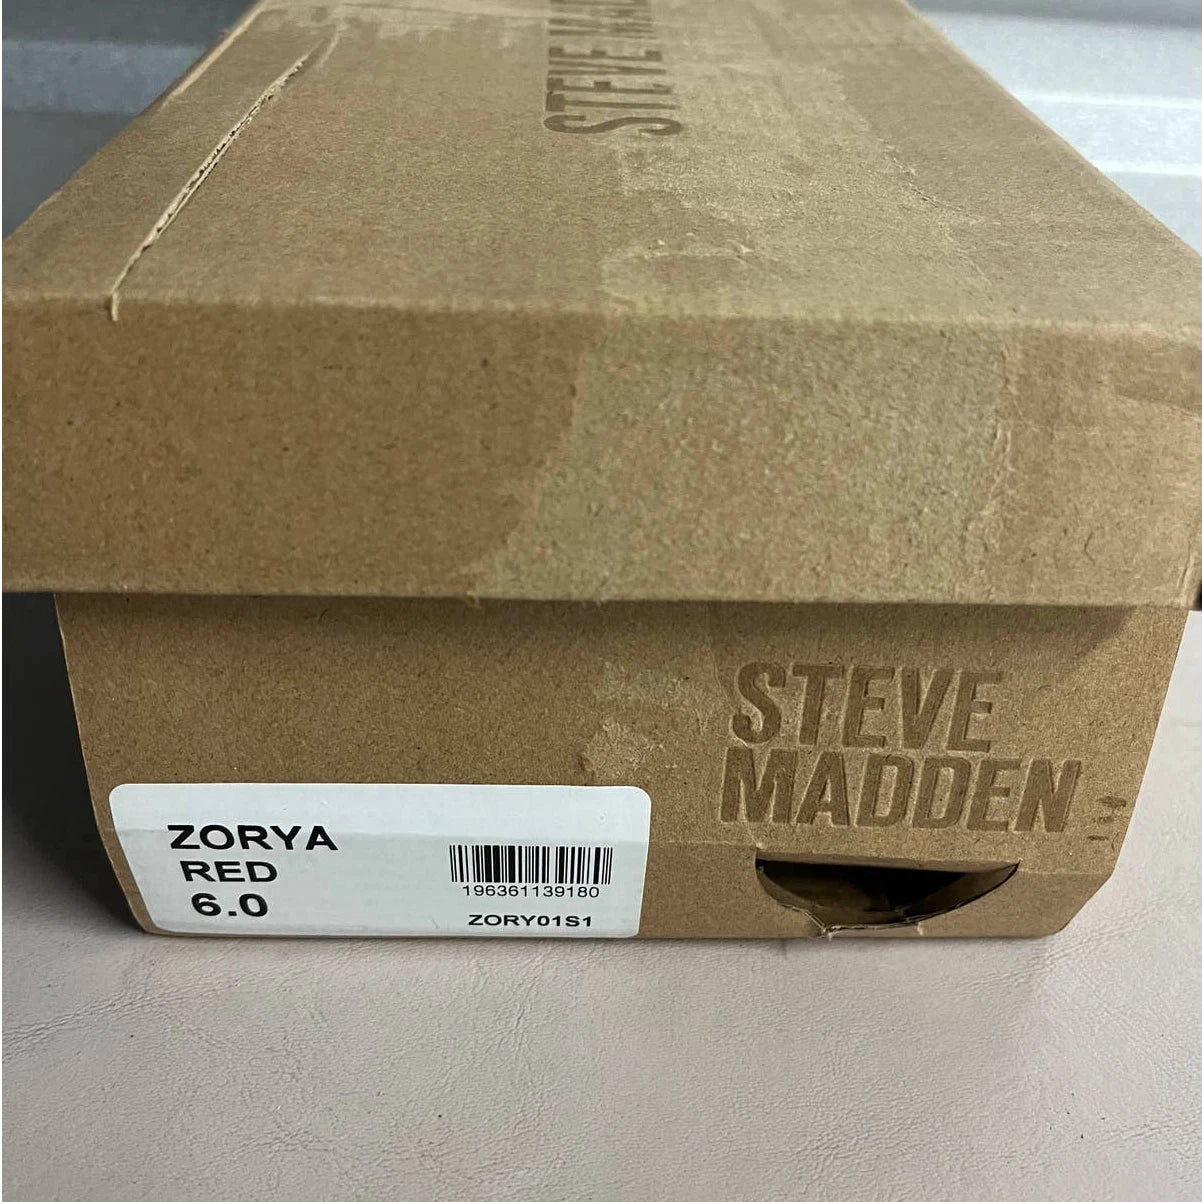 STEVE
ZORYA
RED
6.0
196361139180
ZORY01S1
STEVE
MADDEN